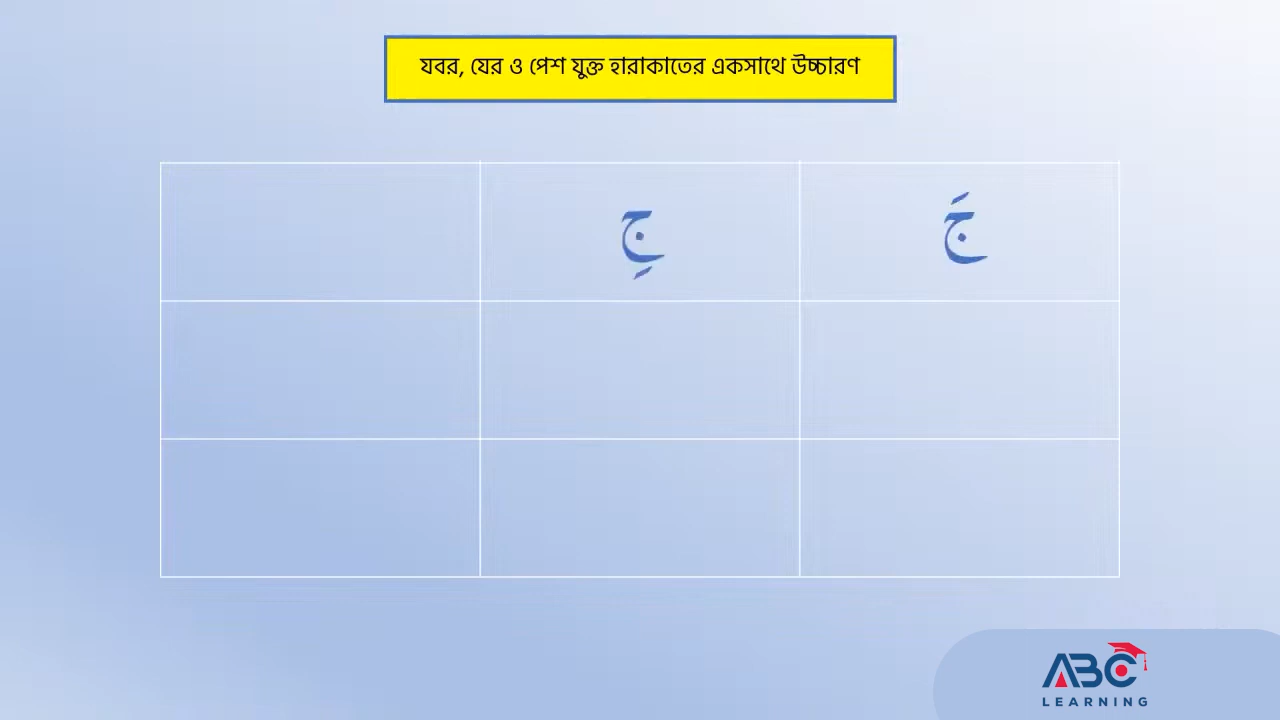 যবর, যের ও পেশ যুক্ত হারাকাতের একসাথে উচ্চারণ
جَ
جِ
ABC
LEARNING